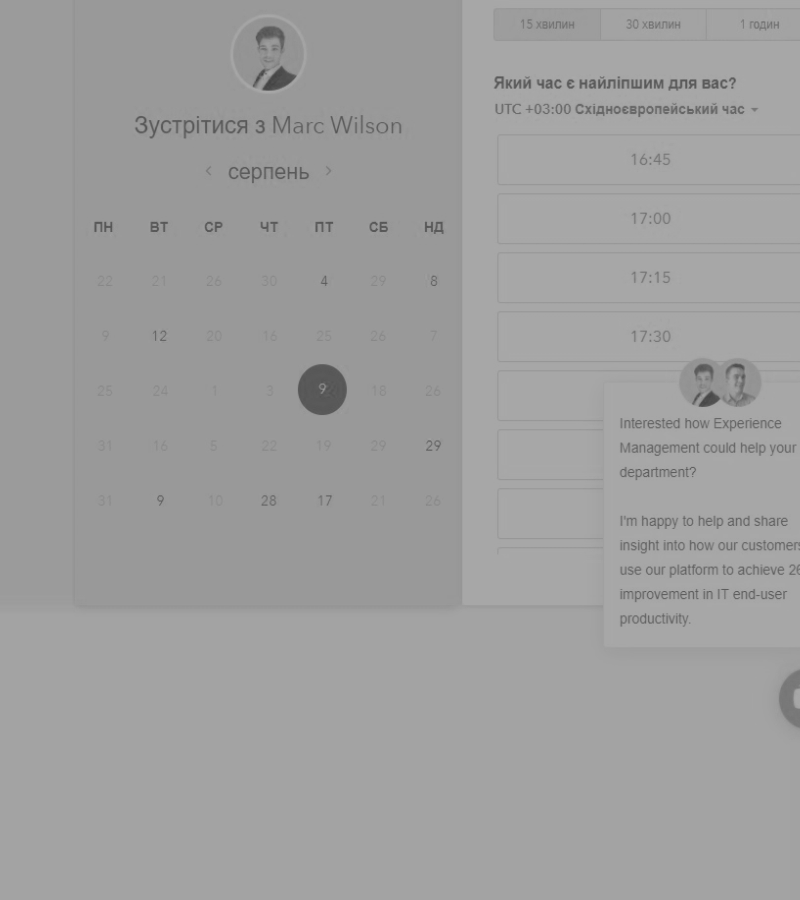 15 хвилин 30 хвилин 1 годин
Який час є найліпшим для вас?
UTC +03:00 Східноєвропейський час
Зустрітися з Marc Wilson
серпень
ПН ВТ СР ЧТ ПТ СБ НД
22 21 26 30 4 29 8
9 12 20 16 25 26 7
25 24 1 3 9 18 26
31 16 5 22 19 29 29
31 9 10 28 17 21 26
16:45
17:00
17:15
17:30
Interested how Experience
Management could help your
department?
I'm happy to help and share
insight into how our customers
use our platform to achieve 26
improvement in IT end-user
productivity.